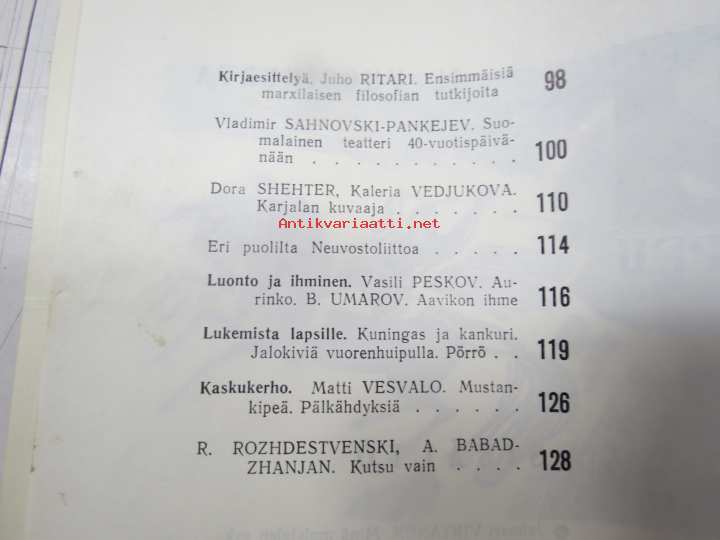 Kirjaesittelyä. Juho RITARI. Ensimmäisiä
marxilaisen filosofian tutkijoita 98
Vladimir SAHNOVSKI-PANKEJEV. Suo-
malainen teatteri 40-vuotispäivä-
nään . . . . . . . . . . . 100
Dora SHEHTER, Kaleria VEDJUKOVA.
Karjalan kuvaaja . . . . . . . 110
Antikvariaatti.net
Eri puolilta Neuvostoliittoa . . . . . 114
Luonto ja ihminen. Vasili PESKOV. Au-
rinko. B. UMAROV. Aavikon ihme 116
Lukemista lapsille. Kuningas ja kankuri.
Jalokiviä vuorenhuipulla. Pörrö . . 119
Kaskukerho. Matti VESVALO. Mustan-
kipeä. Pälkähdyksiä . . . . . . 126
R. ROZHDESTVENSKI, A. BABAD-
ZHANJAN. Kutsu vain . . . . 128